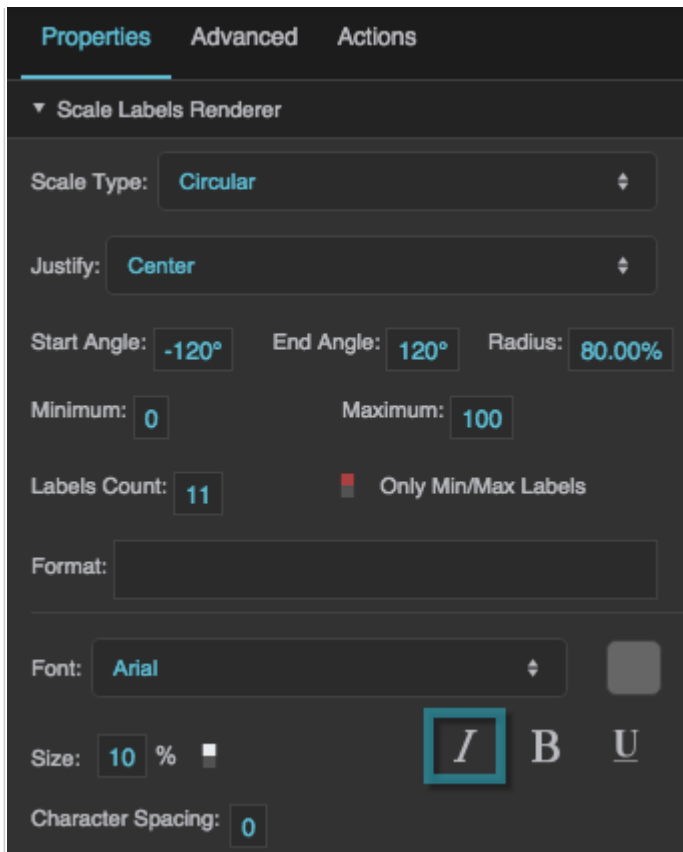 Properties Advanced Actions
Scale Labels Renderer
Scale Type: Circular
Justify: Center
Start Angle: -120° End Angle: 120° Radius: 80.00%
Minimum: 0 Maximum: 100
Labels Count: 11 Only Min/Max Labels
Format:
Font: Arial
Size: 10 % I B U
Character Spacing: 0